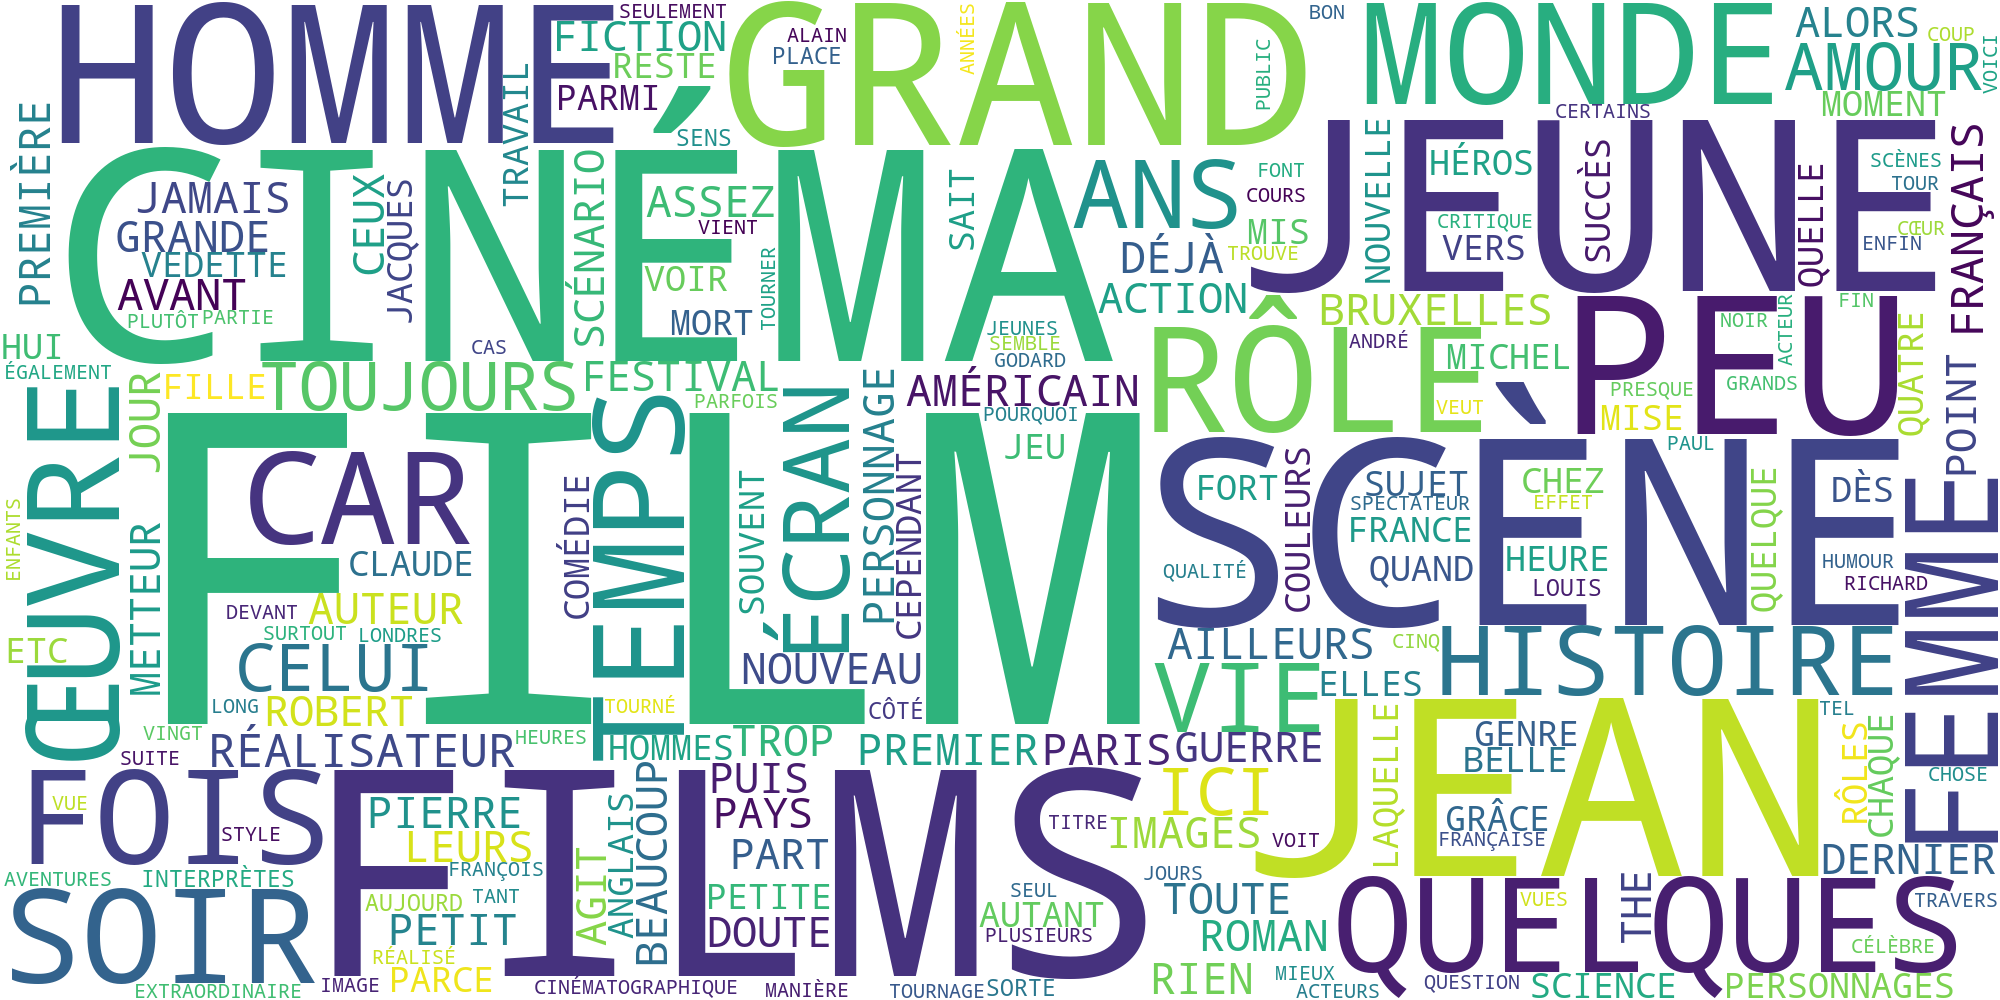 HOMME
GRAND
MONDE
SEULEMENT
FICTION
RESTE
PARMI
ALAIN
PLACE
ANNÉES
BON
PUBLIC
ALORS
COUP
AMOUR
VOICI
MOMENT
CERTAINS
PREMIÈRE
TRAVAIL
SENS
CINÉMA
JAMAIS
GRANDE
VEDETTE
AVANT
PLUTÔT
PARTIE
CEUX
JACQUES
SCÉNARIO
ASSEZ
VIENT
VOIR
MORT
TOURNER
SAIT
ANS
DÉJÀ
ACTION
JEUNE
FONT
COURS
MIS
TROUVE
NOUVELLE
HÉROS
CRITIQUE
VERS
SUCCÈS
QUELLE
SCÈNES
TOUR
CŒUR
ENFIN
FRANÇAIS
HUI
ÉGALEMENT
CAS
JEUNES
SEMBLE
GODARD
BRUXELLES
ANDRÉ
MICHEL
RÔLE
PEU
NOIR
ACTEUR
FIN
PRESQUE
GRANDS
MISE
QUATRE
POINT
VEUT
PAUL
ŒUVRE
JOUR
FILLE
TOUJOURS
FESTIVAL
PARFOIS
AMÉRICAIN
POURQUOI
JEU
PERSONNAGE
ÉCRAN
TEMPS
FILM
CAR
CLAUDE
AUTEUR
DEVANT
SURTOUT
LONDRES
CELUI
LONG
ROBERT
METTEUR
ENFANTS
ETC
COMÉDIE
SOUVENT
CEPENDANT
NOUVEAU
CÔTÉ
TOURNÉ
SCÈNE
FORT
QUALITÉ
COULEURS
SUJET
SPECTATEUR
FRANCE
QUAND
CHEZ
EFFET
HEURE
LOUIS
QUELQUE
DÈS
HUMOUR
RICHARD
FEMME
AILLEURS
CINQ
HISTOIRE
VIE
ELLES
TEL
VINGT
SUITE
RÉALISATEUR
HEURES
HOMMES
TROP
PREMIER
PARIS
GUERRE
JEAN
GENRE
BELLE
GRÂCE
FRANÇAISE
LAQUELLE
RÔLES
CHAQUE
CHOSE
DERNIER
FOIS
VUE
STYLE
PIERRE
LEURS
FRANÇOIS
FILMS
AGIT
ANGLAIS
BEAUCOUP
PUIS
PAYS
PART
PETITE
DOUTE
TITRE
ICI
IMAGES
VOIT
JOURS
AVENTURES
INTERPRÈTES
SOIR
AUJOURD
TANT
PETIT
RÉALISÉ
PARCE
SEUL
AUTANT
PLUSIEURS
TOUTE
ROMAN
QUELQUES
VUES
THE
TRAVERS
CÉLÈBRE
EXTRAORDINAIRE
IMAGE
CINÉMATOGRAPHIQUE
MANIÈRE
TOURNAGE
SORTE
RIEN
MIEUX
ACTEURS
QUESTION
SCIENCE
PERSONNAGES